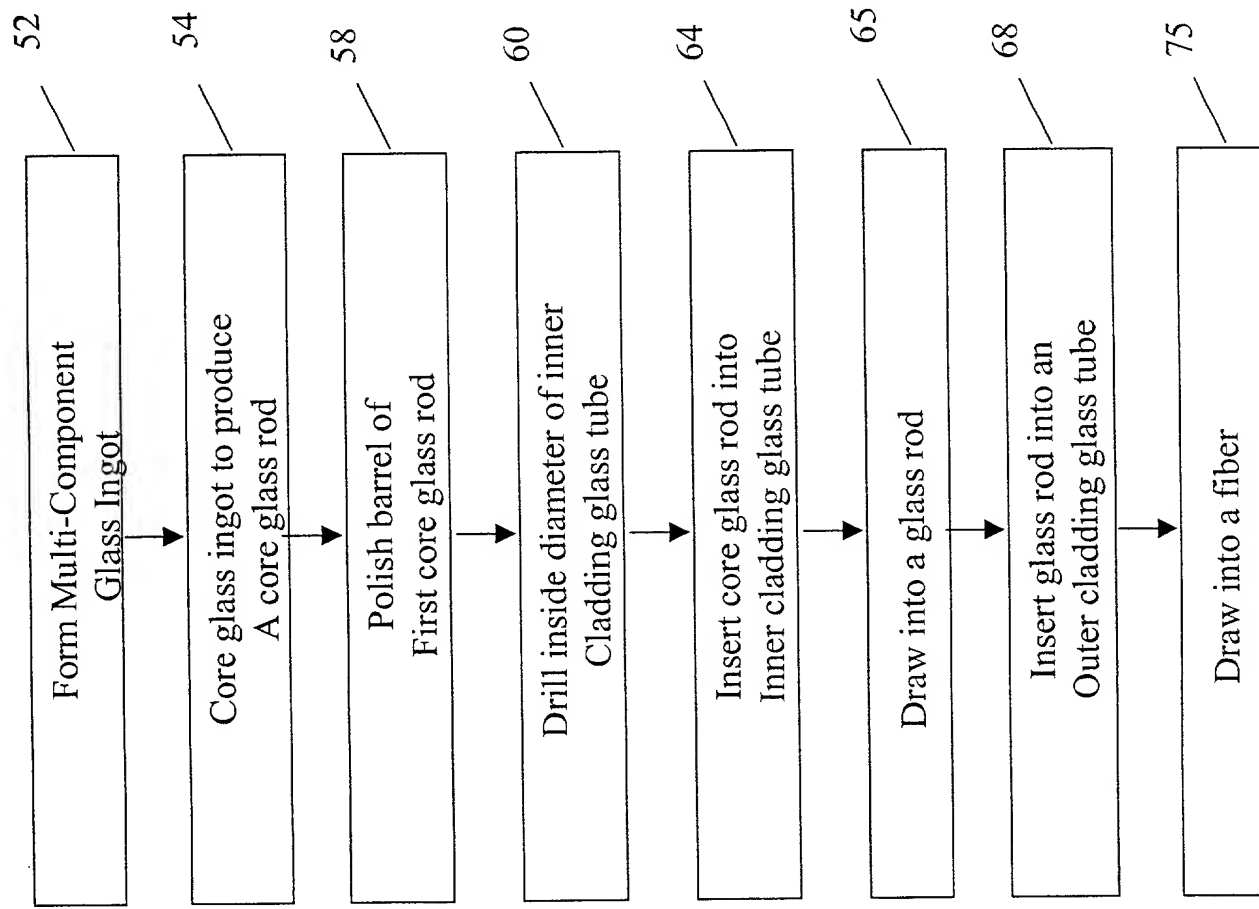 52
Form Multi-Component
Glass Ingot
54
Core glass ingot to produce
A core glass rod
58
Polish barrel of
First core glass rod
60
Drill inside diameter of inner
Cladding glass tube
64
Insert core glass rod into
Inner cladding glass tube
65
Draw into a glass rod
68
Insert glass rod into an
Outer cladding glass tube
75
Draw into a fiber